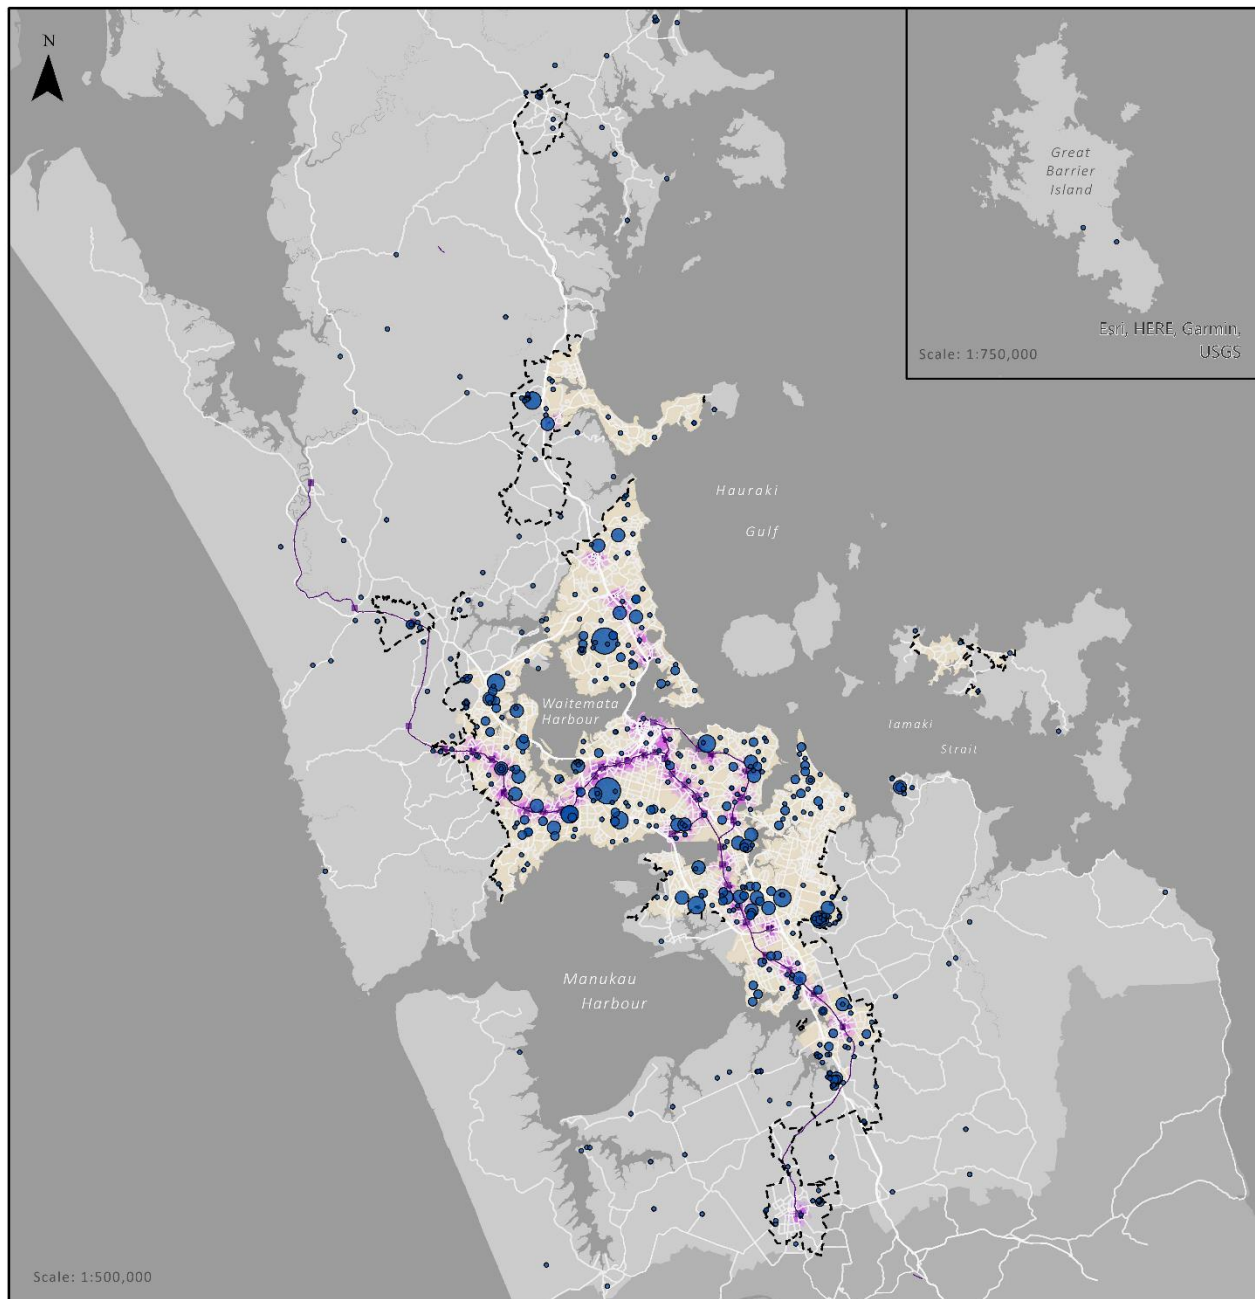 N
Great
Barrier
Island
Esri, HERE, Garmin,
USGS
Scale: 1:750,000
Hauraki
Gulf
Waitemata
Harbour
Tamaki
Strait
Manukau
Harbour
Scale: 1:500,000